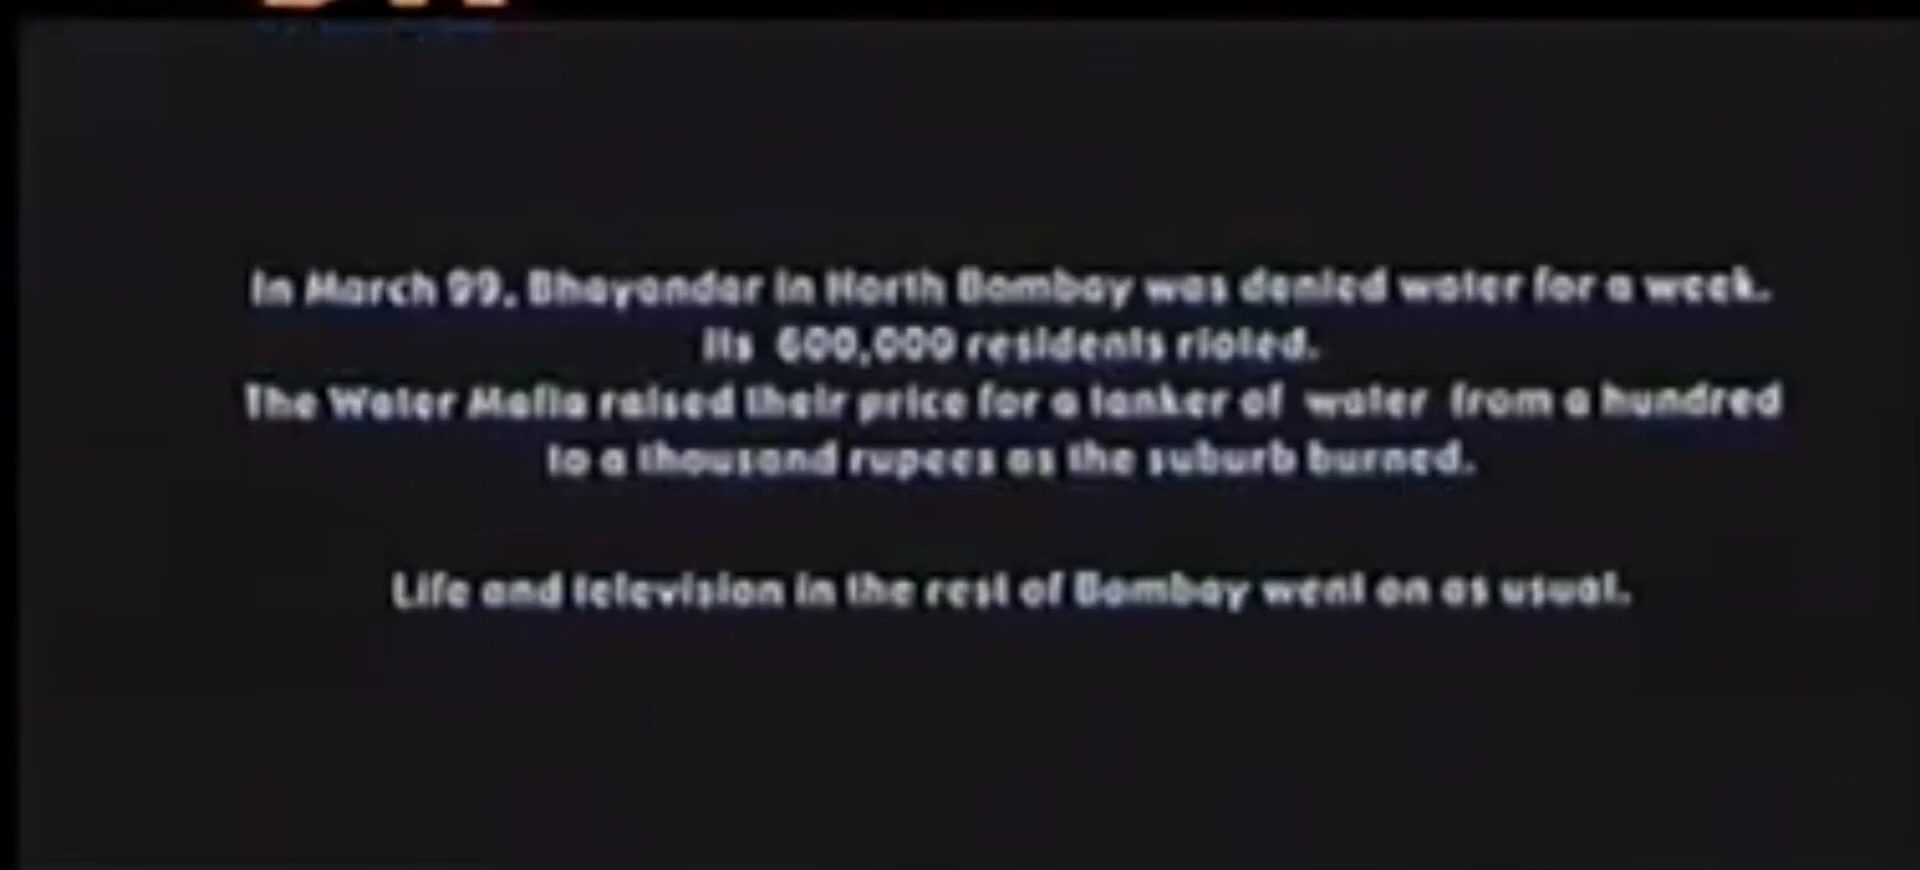 In March 99, Bhayandar in North Bombay was denied water for a week.
Its 600,000 residents rioted.
The Water Mafia raised their price for a tanker of water from a hundred
to a thousand rupees as the suburb burned.
Life and television in the rest of Bombay went on as usual.